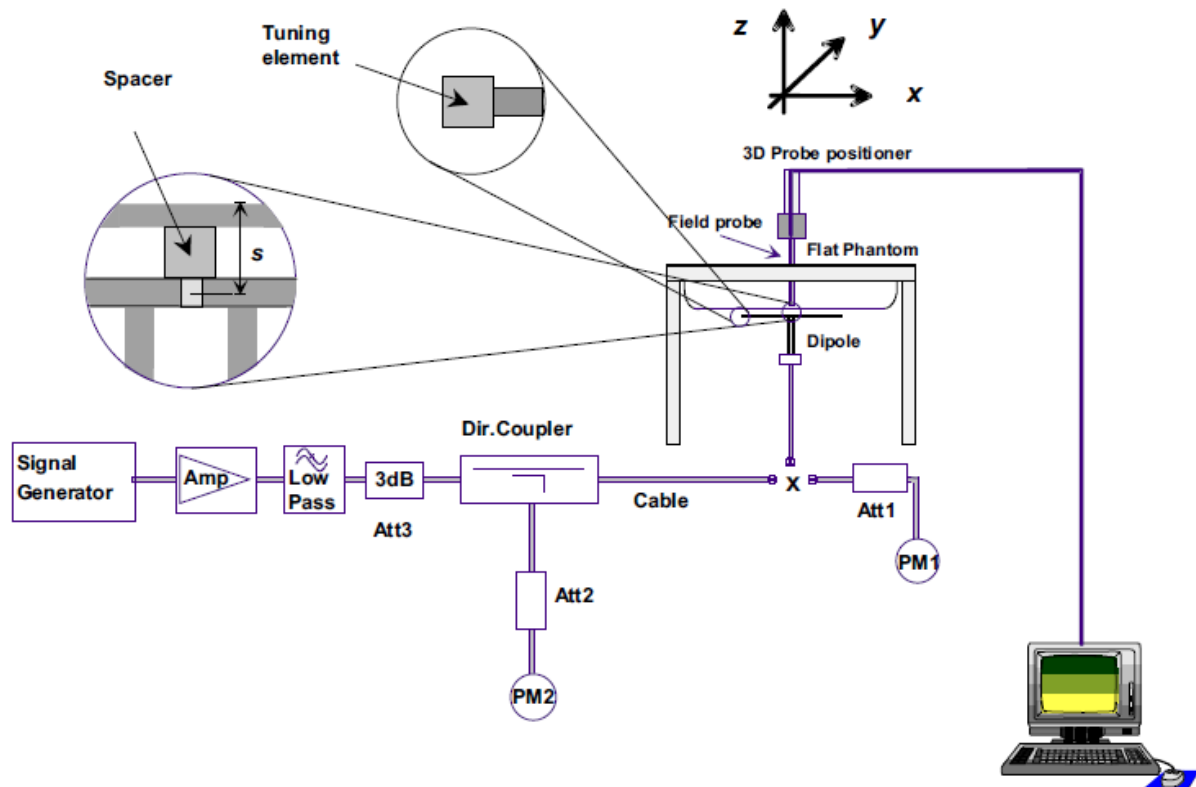 Tuning
element
Spacer
z
y
x
3D Probe positioner
Field probe
Flat Phantom
s
Dipole
Dir.Coupler
Signal
Generator
Amp
Low
Pass
3dB
Att3
Cable
X
Att1
PM1
Att2
PM2